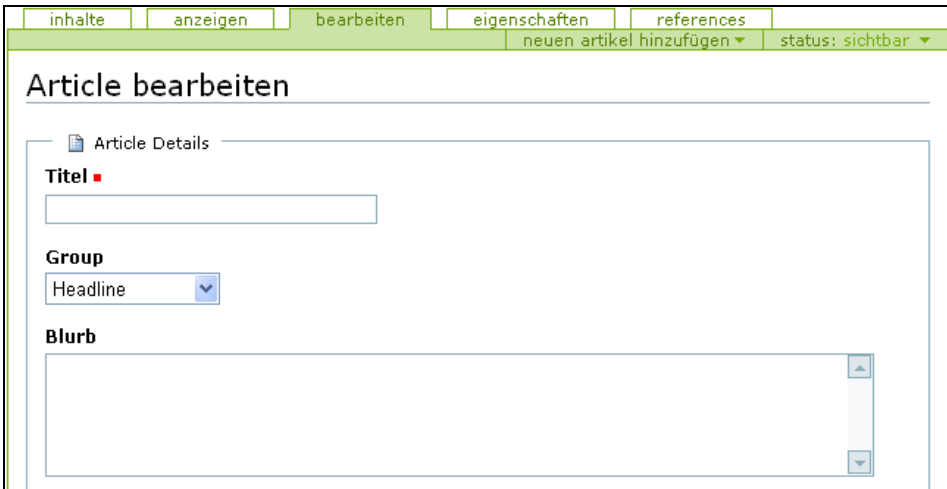 inhalte anzeigen bearbeiten eigenschaften references
neuen artikel hinzufügen status: sichtbar
Article bearbeiten
Article Details
Titel
Group
Headline
Blurb